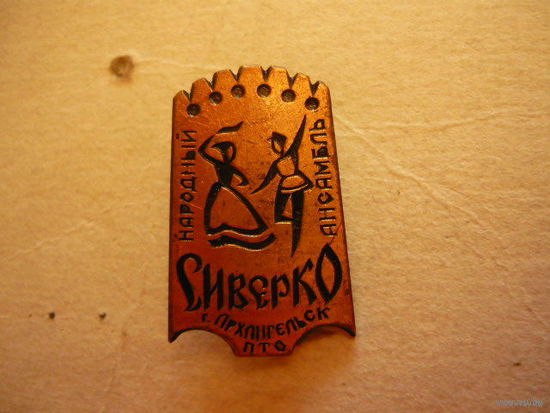 НАРОДНЫЙ
АНСАМБЛЬ
СИВЕРКО
г. АРХАНГЕЛЬСК
ПТО